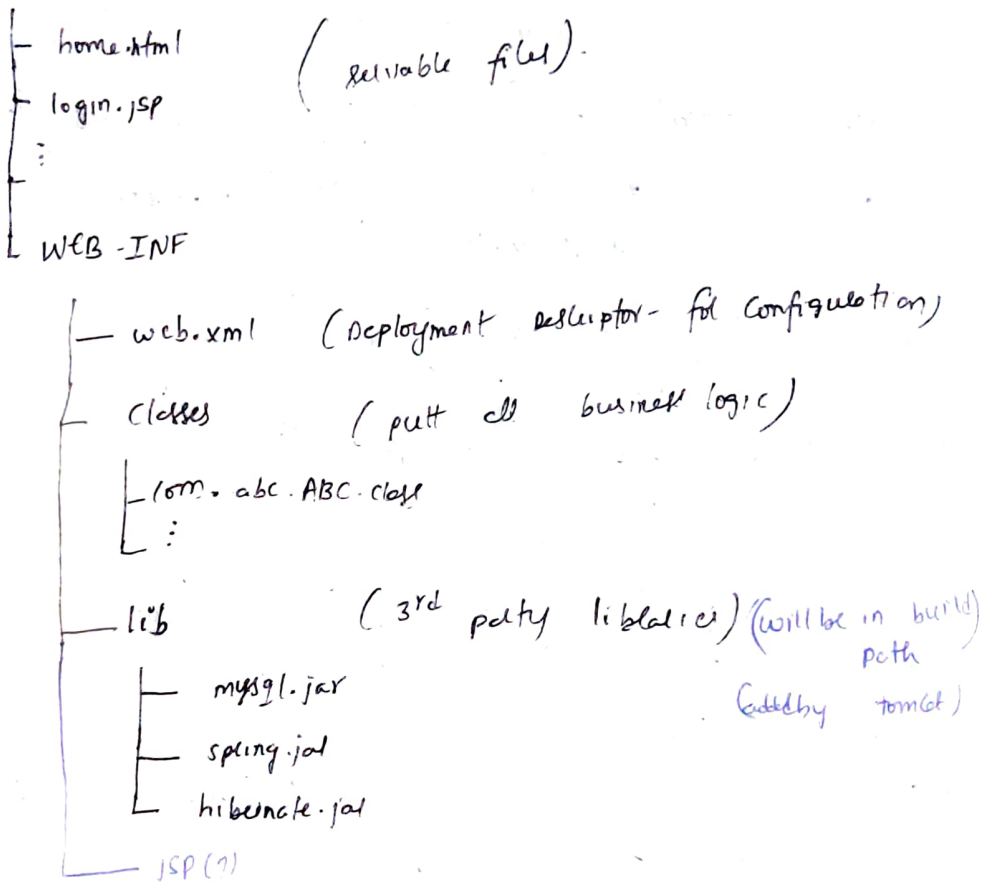 home.html (servable files).
login.jsp
⋮
WEB-INF
web.xml (Deployment Descriptor - for configuration)
classes (putt all business logic)
com.abc.ABC.class
⋮
lib (3rd party libraries) (will be in build path
(added by tomcat)
mysql.jar
spring.jar
hibernate.jar
JSP (?)